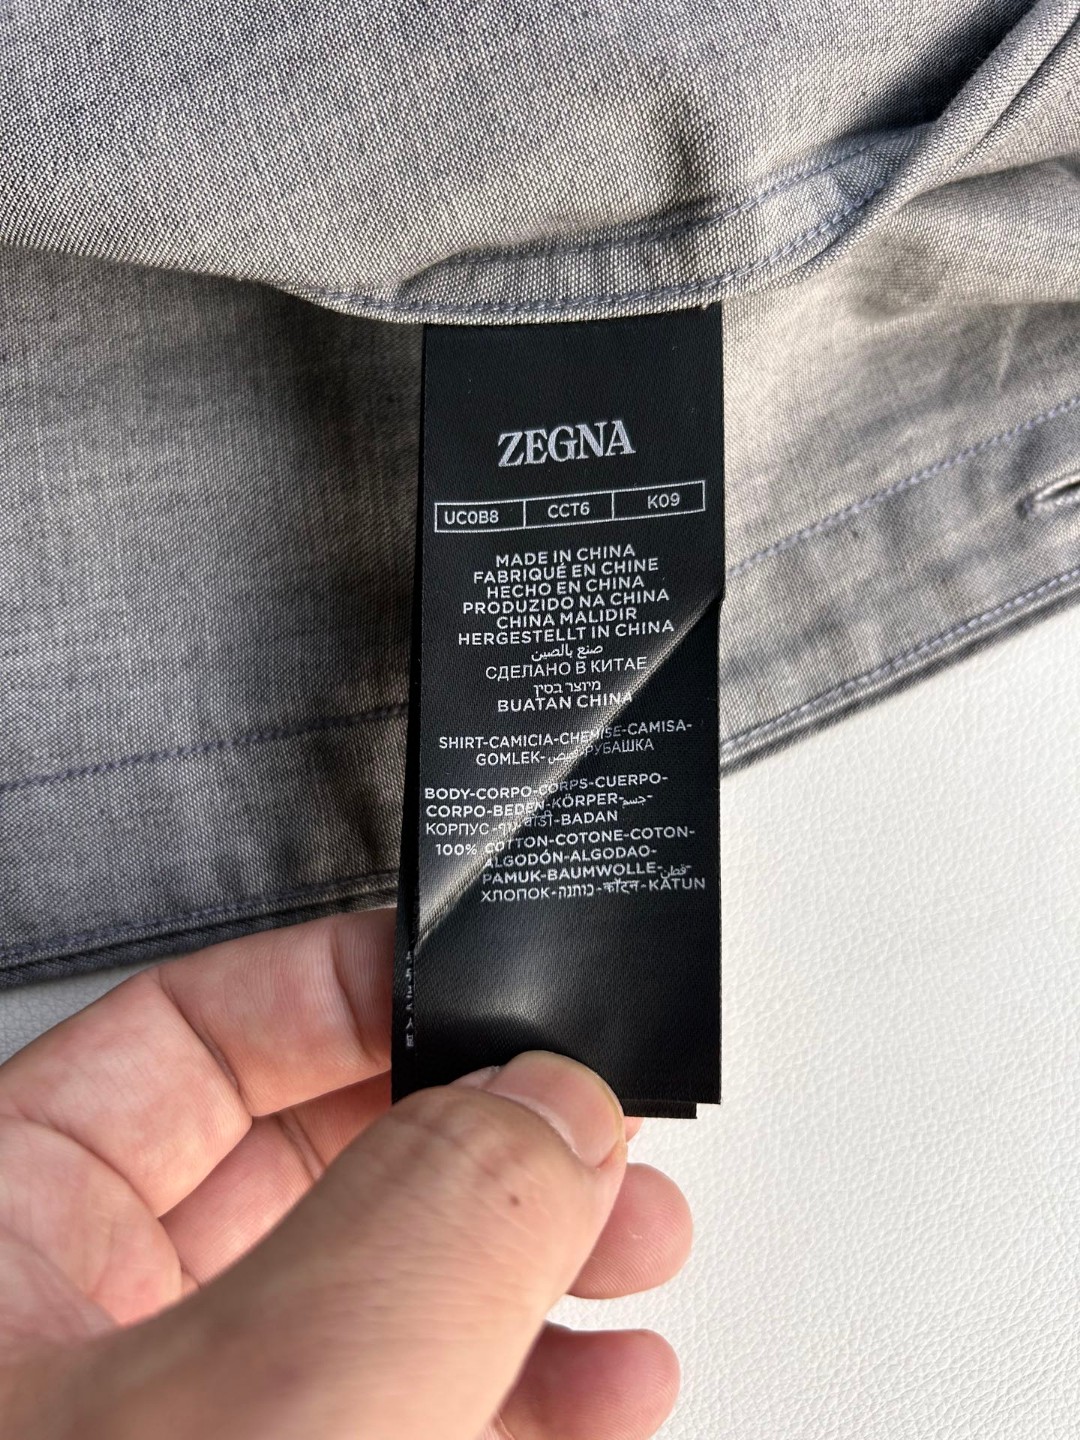 ZEGNA
UC0B8 CCT6 K09
MADE IN CHINA
FABRIQUÉ EN CHINE
HECHO EN CHINA
PRODUZIDO NA CHINA
CHINA MALIDIR
HERGESTELLT IN CHINA
صنع بالصين
СДЕЛАНО В КИТАЕ
מיוצר בסין
BUATAN CHINA
SHIRT-CAMICIA-CHEMISE-CAMISA-
GOMLEK-قميص-РУБАШКА
BODY-CORPO-CORPS-CUERPO-
CORPO-BEDEN-KÖRPER-جسم-
КОРПУС-גוף-बॉडी-BADAN
100% COTTON-COTONE-COTON-
ALGODÓN-ALGODAO-
PAMUK-BAUMWOLLE-قطن-
ХЛОПОК-כותנה-कॉटन-KATUN